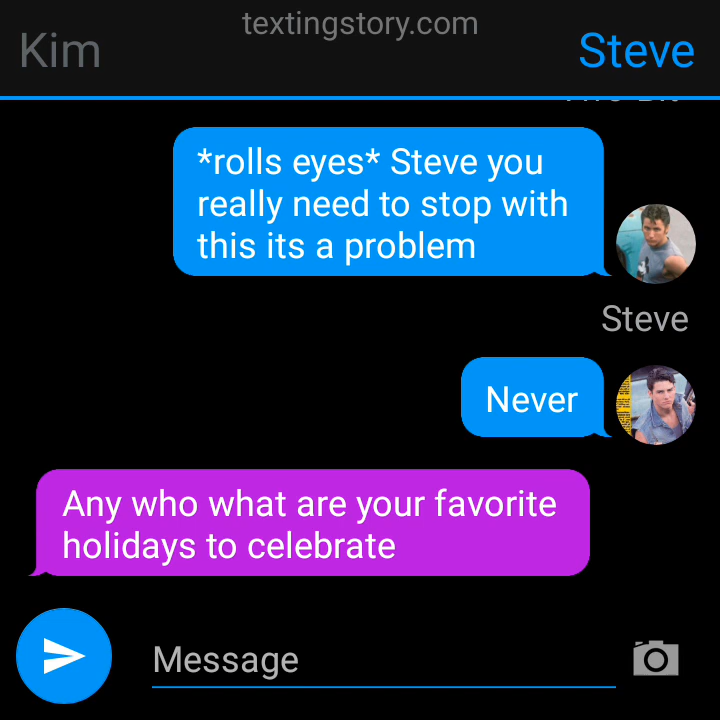 textingstory.com
Kim
Steve
*rolls eyes* Steve you
really need to stop with
this its a problem
Steve
Never
Any who what are your favorite
holidays to celebrate
Message